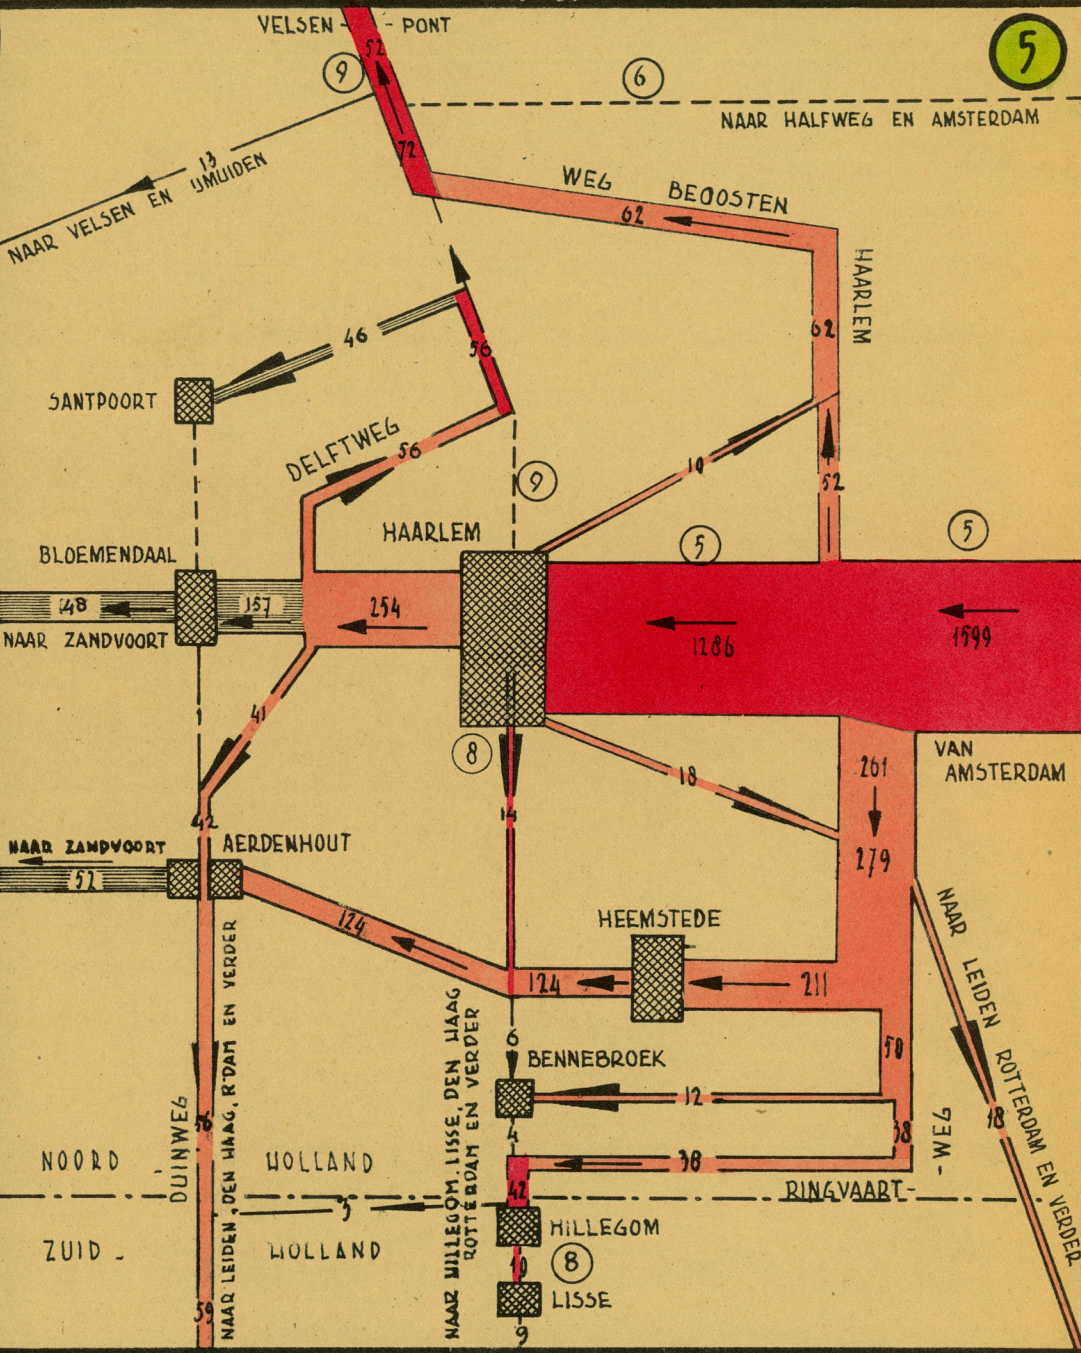 VELSEN - - PONT
5
52
9
6
NAAR HALFWEG EN AMSTERDAM
72
13
NAAR VELSEN EN IJMUIDEN
WEG BEOOSTEN
62
HAARLEM
62
46
56
SANTPOORT
DELFTWEG
56
10
9
52
HAARLEM
5
5
BLOEMENDAAL
148
157
254
1286
1599
NAAR ZANDVOORT
41
8
18
261
VAN
AMSTERDAM
14
42
279
NAAR ZANDVOORT
AERDENHOUT
52
124
HEEMSTEDE
124
211
NAAR LEIDEN ROTTERDAM EN VERDER
6
50
BENNEBROEK
12
18
56
4
38
-WEG
DUINWEG
NAAR LEIDEN, DEN HAAG, R'DAM EN VERDER
NAAR HILLEGOM. LISSE, DEN HAAG
ROTTERDAM EN VERDER
NOORD - HOLLAND
38
42
RINGVAART-
3
HILLEGOM
ZUID - HOLLAND
10
8
LISSE
59
9